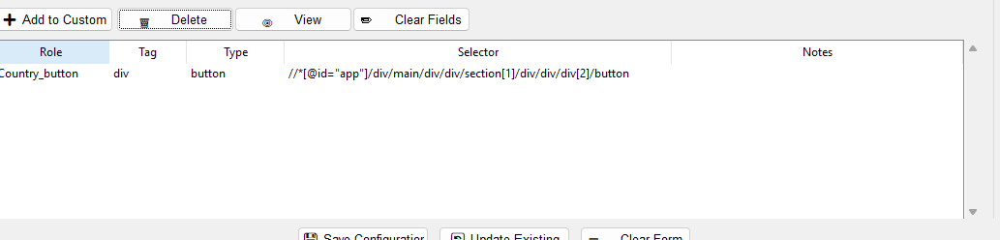 Add to Custom Delete View Clear Fields
Role Tag Type Selector Notes
Country_button div button //*[@id="app"]/div/main/div/div/section[1]/div/div/div[2]/button
Save Configuration Update Existing Clear Form